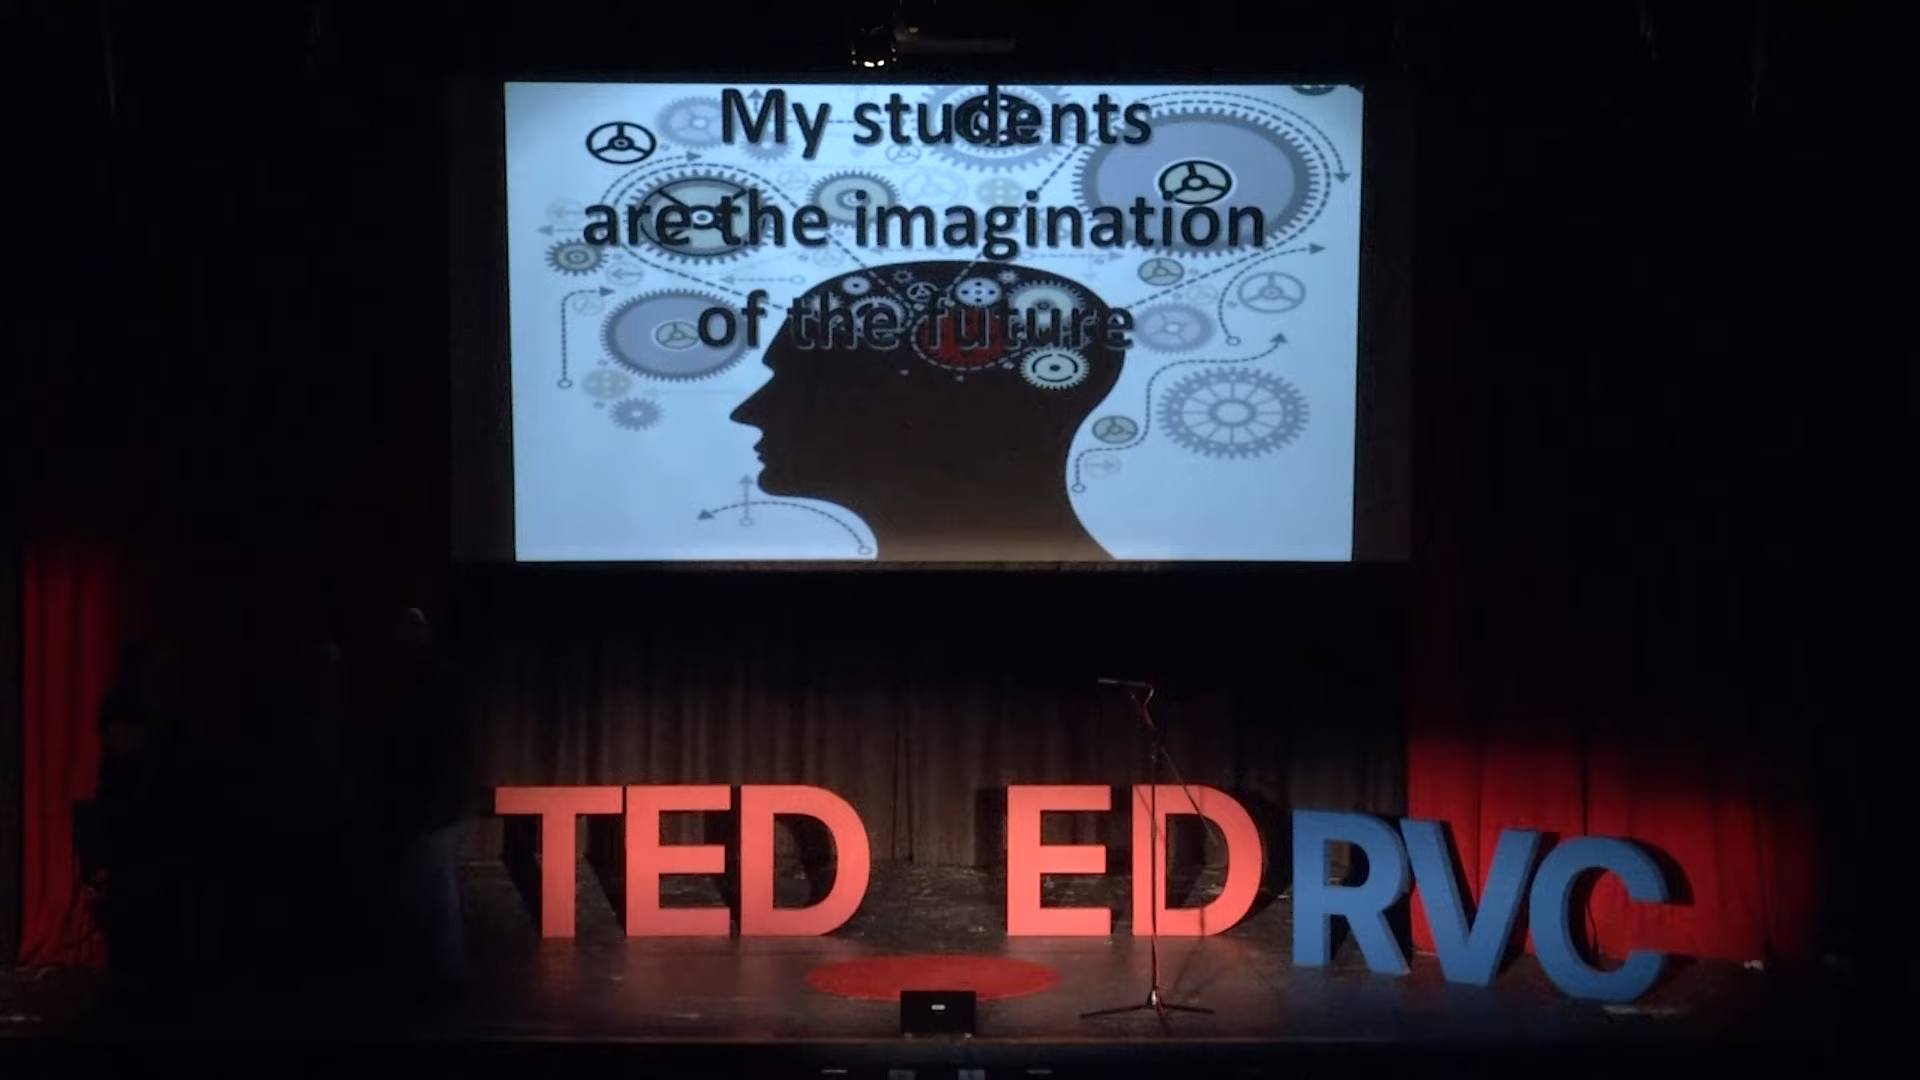 My students
are the imagination
of the future
TED ED RVC